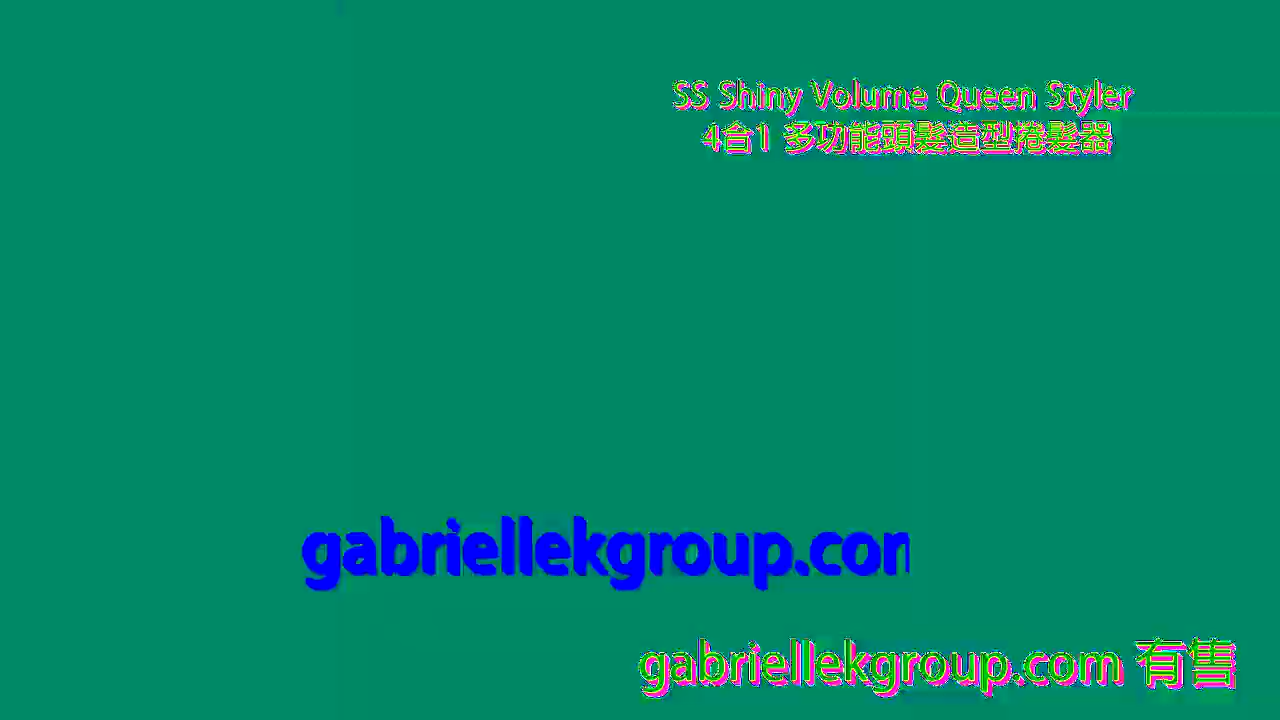 SS Shiny Volume Queen Styler
4合1 多功能頭髮造型捲髮器
gabriellekgroup.con
gabriellekgroup.com 有售